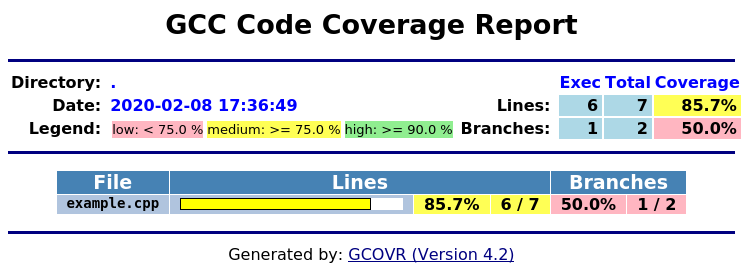 GCC Code Coverage Report
Directory: . Exec Total Coverage
Date: 2020-02-08 17:36:49 Lines: 6 7 85.7%
Legend: low: < 75.0 % medium: >= 75.0 % high: >= 90.0 % Branches: 1 2 50.0%
File Lines Branches
example.cpp 85.7% 6 / 7 50.0% 1 / 2
Generated by: GCOVR (Version 4.2)